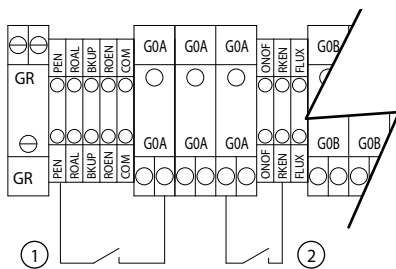 PEN ROAL BKUP ROEN COM G0A G0A G0A ONOF RKEN FLUX G0B
GR
G0A G0A G0A G0B G0B
GR PEN ROAL BKUP ROEN COM ONOF RKEN FLUX
1 2